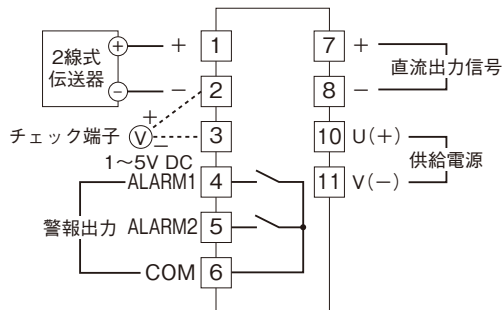 2線式
伝送器
+
−
+
−
1
2
3
4
5
6
チェック端子
V
+
−
1～5V DC
ALARM1
警報出力
ALARM2
COM
7
+
直流出力信号
8
−
10
U(+)
供給電源
11
V(−)